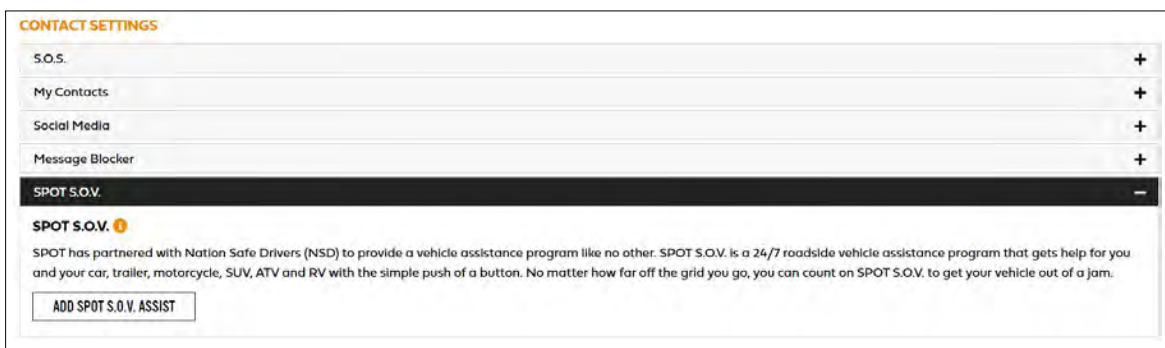 CONTACT SETTINGS
S.O.S.
My Contacts
Social Media
Message Blocker
SPOT S.O.V.
SPOT S.O.V.
SPOT has partnered with Nation Safe Drivers (NSD) to provide a vehicle assistance program like no other. SPOT S.O.V. is a 24/7 roadside vehicle assistance program that gets help for you
and your car, trailer, motorcycle, SUV, ATV and RV with the simple push of a button. No matter how far off the grid you go, you can count on SPOT S.O.V. to get your vehicle out of a jam.
ADD SPOT S.O.V. ASSIST